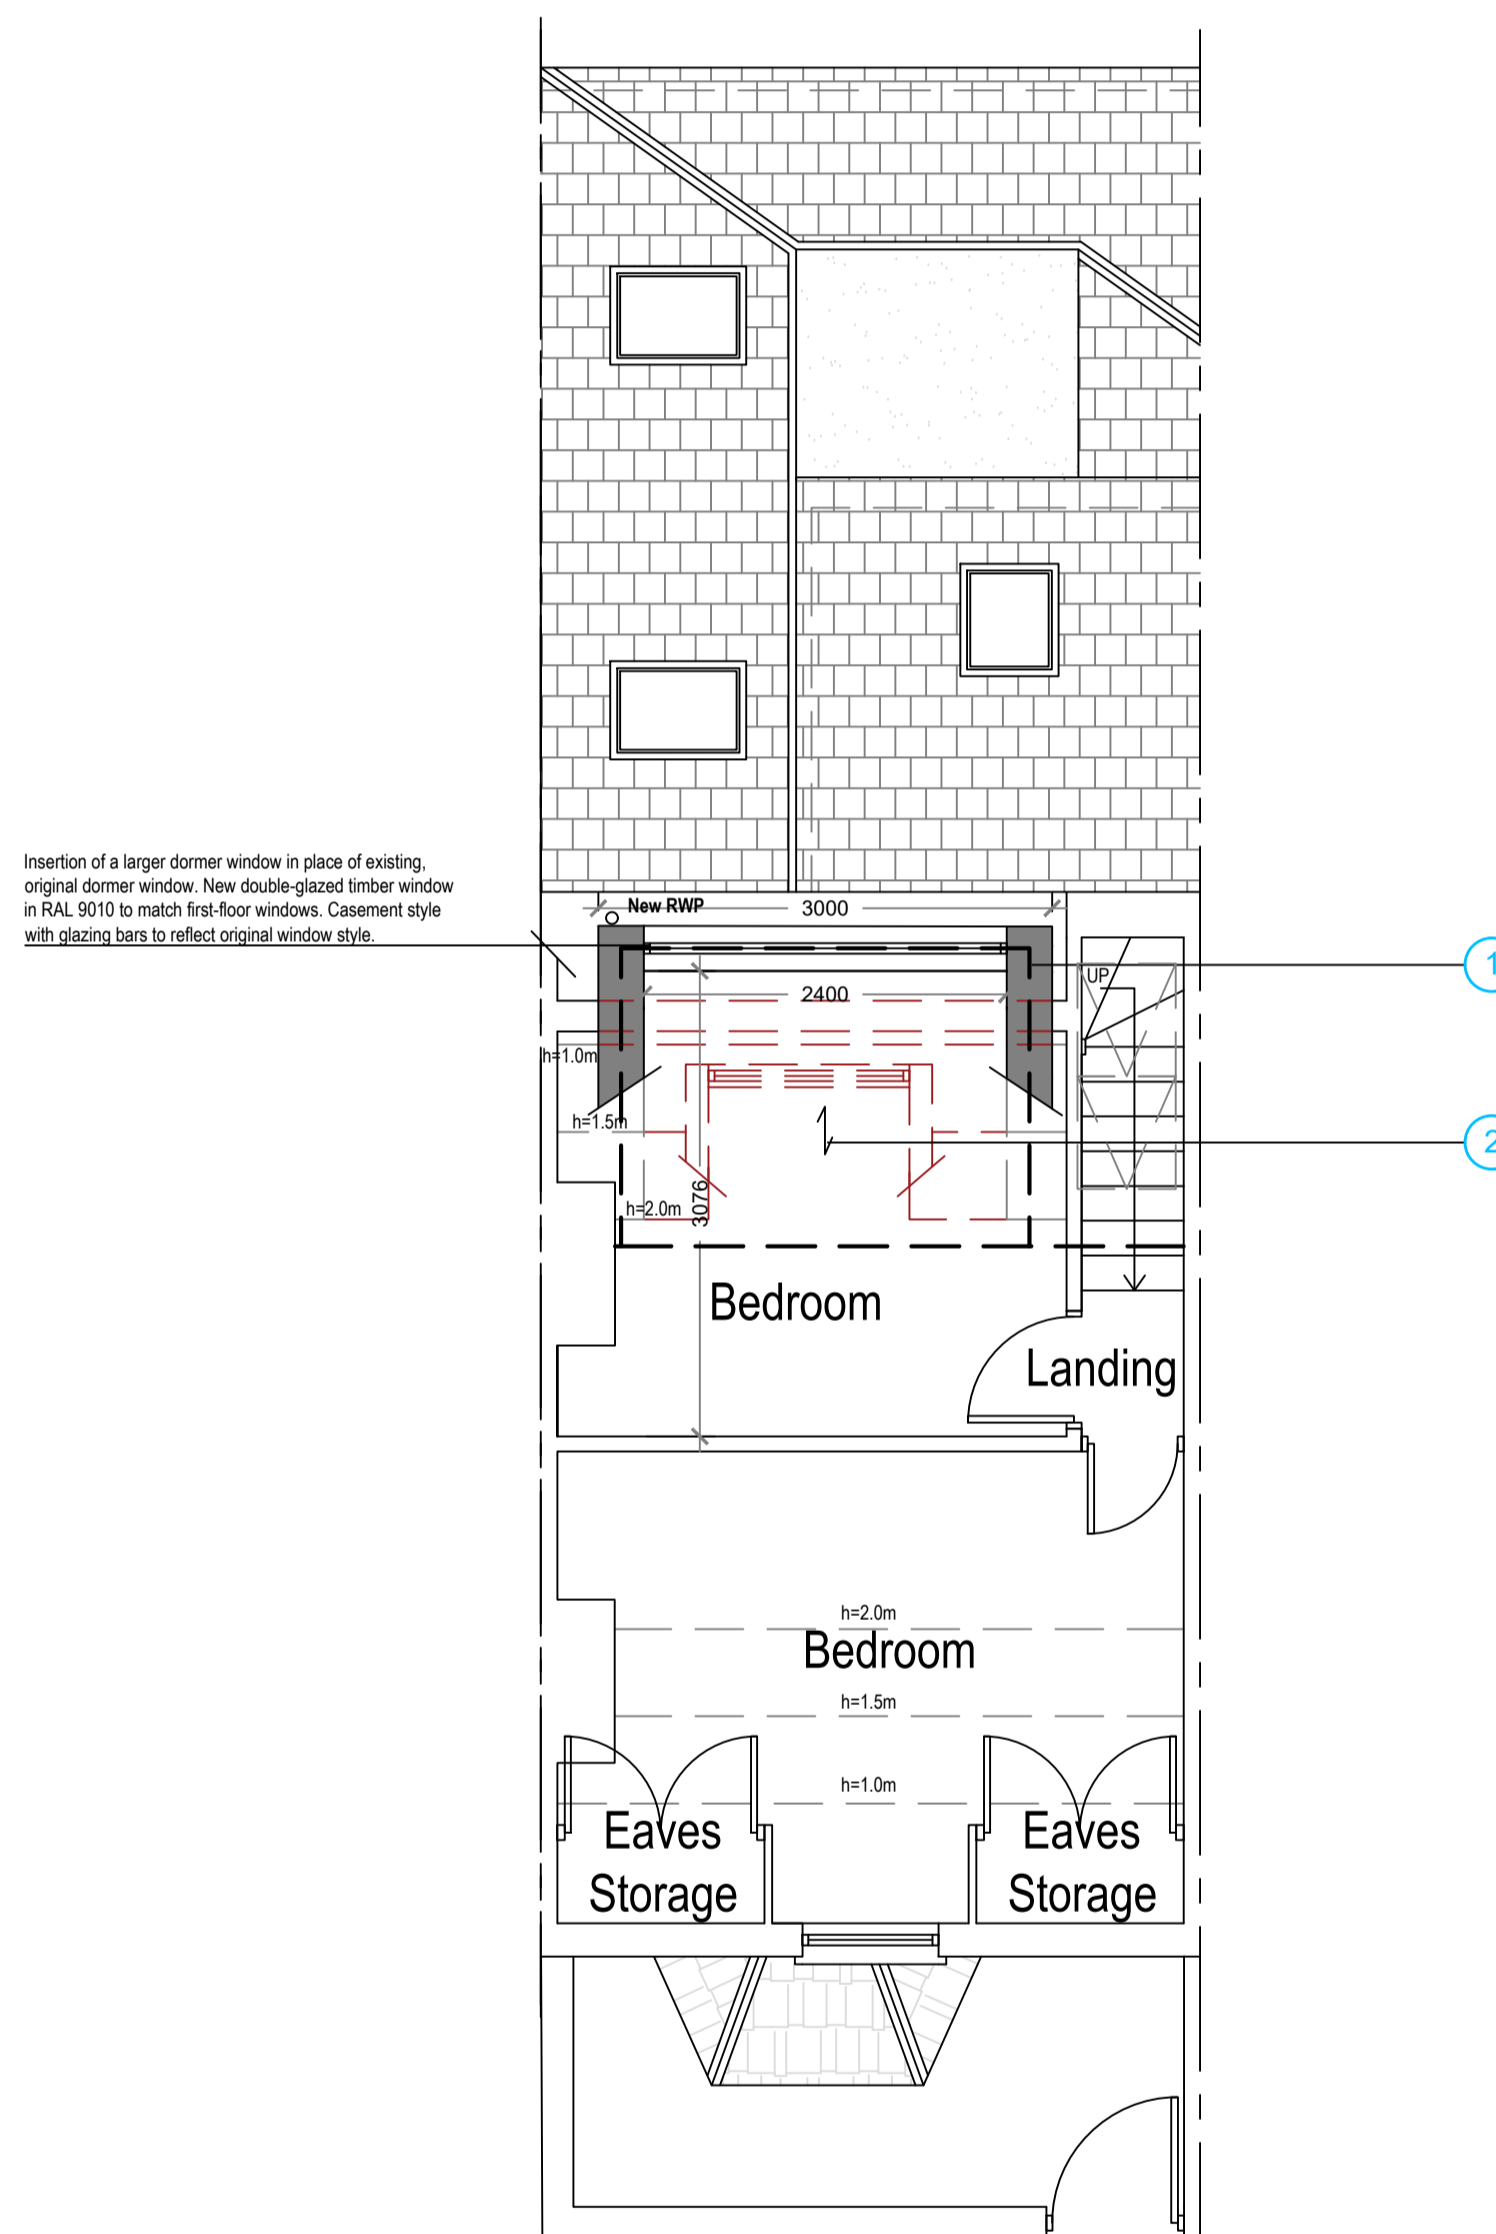 Insertion of a larger dormer window in place of existing,
original dormer window. New double-glazed timber window
in RAL 9010 to match first-floor windows. Casement style
with glazing bars to reflect original window style.
New RWP
3000
1
UP
2400
h=1.0m
h=1.5m
2
h=2.0m
3076
Bedroom
Landing
h=2.0m
Bedroom
h=1.5m
h=1.0m
Eaves
Storage
Eaves
Storage